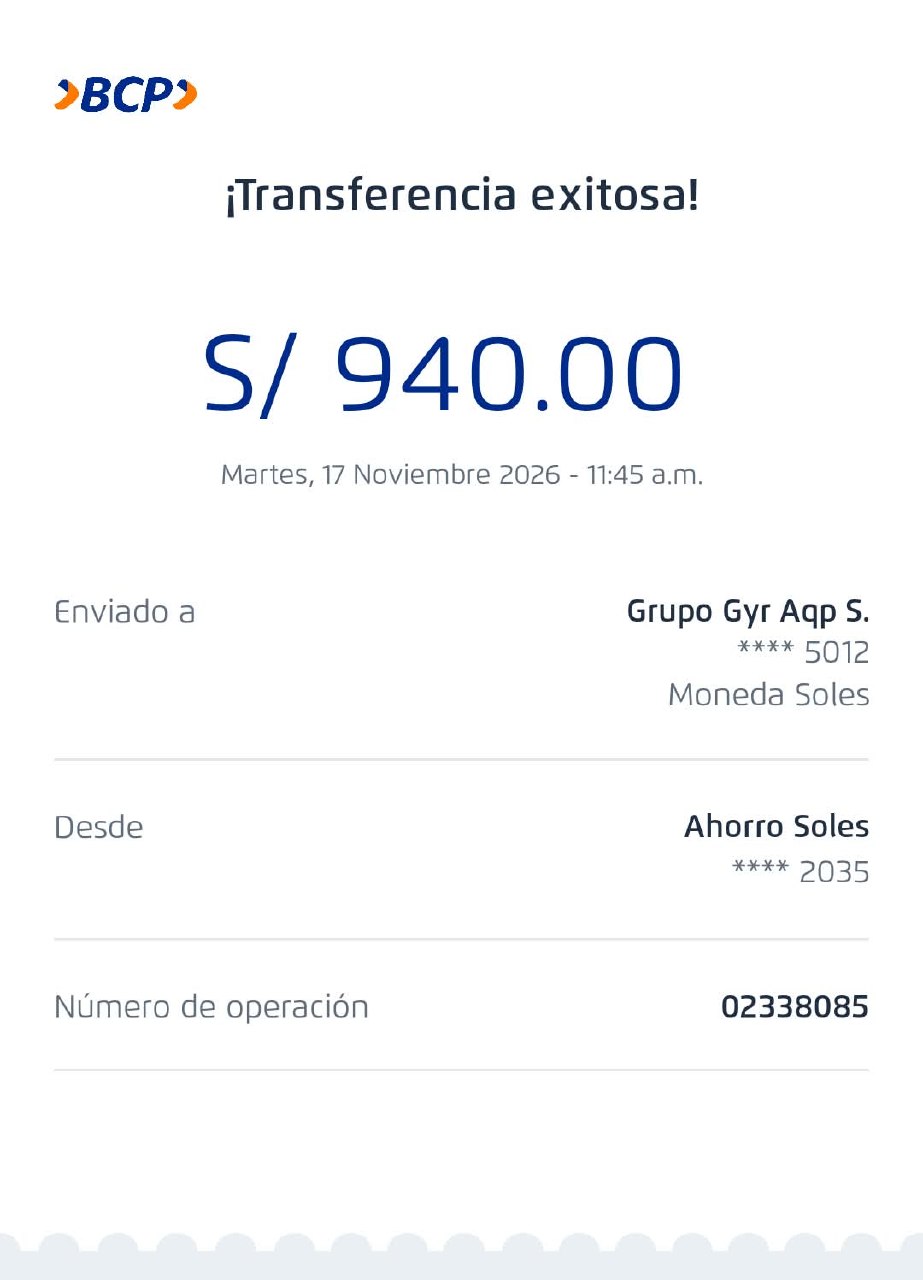 BCP
¡Transferencia exitosa!
S/ 940.00
Martes, 17 Noviembre 2026 - 11:45 a.m.
Enviado a
Grupo Gyr Aqp S.
**** 5012
Moneda Soles
Desde
Ahorro Soles
**** 2035
Número de operación
02338085